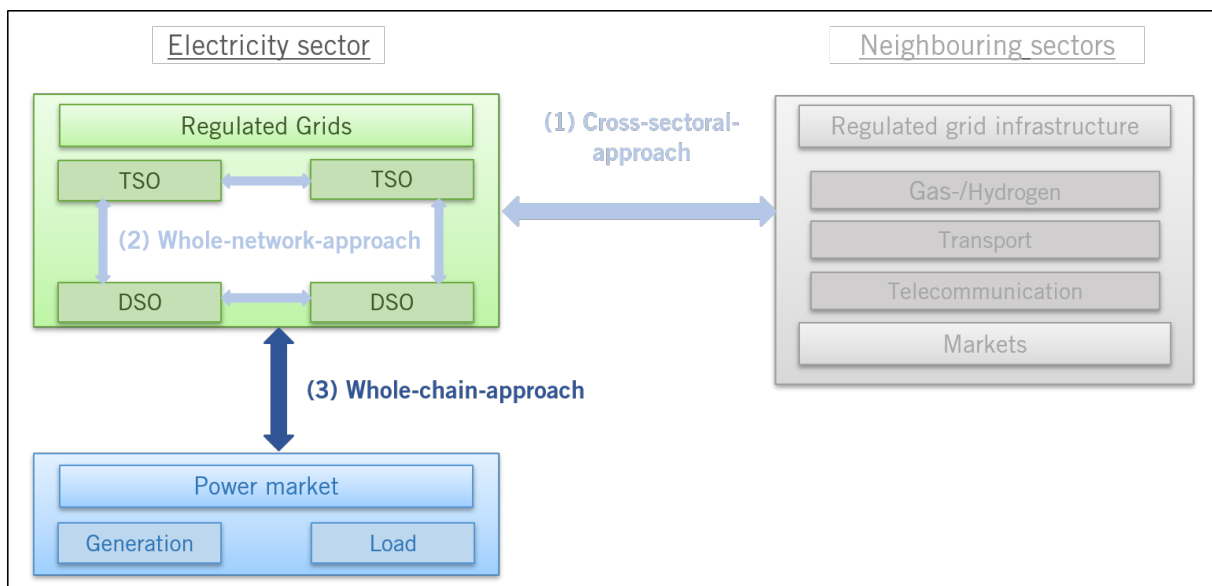 Electricity sector
Neighbouring sectors
Regulated Grids
TSO
TSO
(2) Whole-network-approach
DSO
DSO
(1) Cross-sectoral-
approach
Regulated grid infrastructure
Gas-/Hydrogen
Transport
Telecommunication
Markets
(3) Whole-chain-approach
Power market
Generation
Load